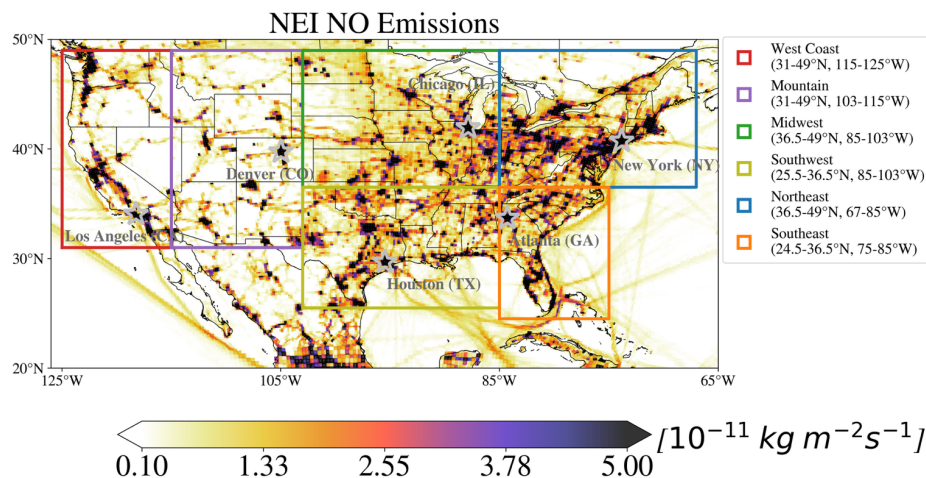 NEI NO Emissions
50°N
40°N
30°N
20°N
125°W
105°W
85°W
65°W
Chicago (IL)
Denver (CO)
New York (NY)
Los Angeles (CA)
Atlanta (GA)
Houston (TX)
West Coast
(31-49°N, 115-125°W)
Mountain
(31-49°N, 103-115°W)
Midwest
(36.5-49°N, 85-103°W)
Southwest
(25.5-36.5°N, 85-103°W)
Northeast
(36.5-49°N, 67-85°W)
Southeast
(24.5-36.5°N, 75-85°W)
0.10
1.33
2.55
3.78
5.00
[10⁻¹¹ kg m⁻²s⁻¹]